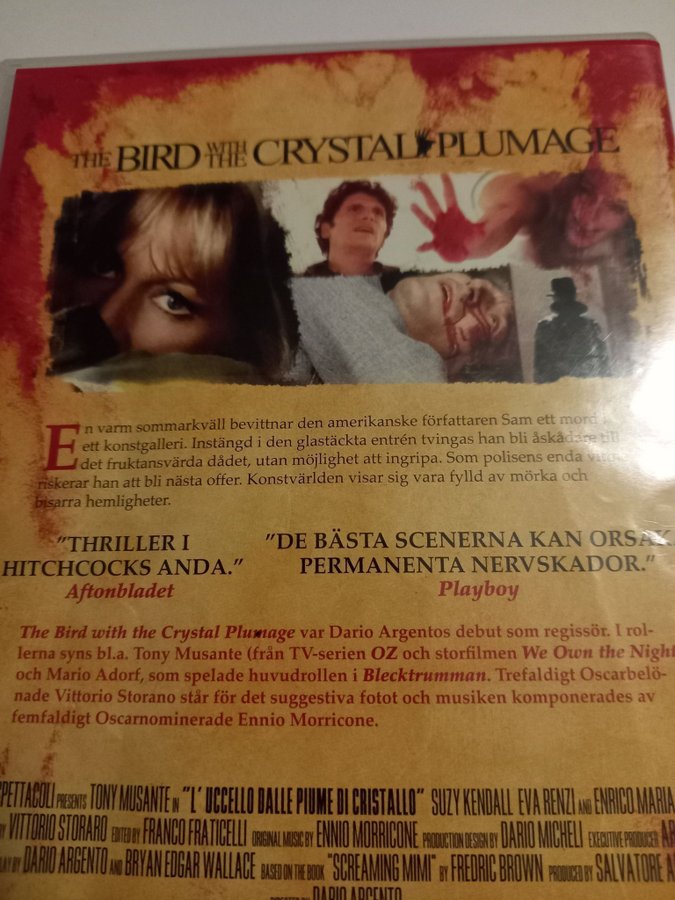 THE BIRD WITH THE CRYSTAL PLUMAGE
En varm sommarkväll bevittnar den amerikanske författaren Sam ett mord i
ett konstgalleri. Instängd i den glastäckta entrén tvingas han bli åskådare till
det fruktansvärda dådet, utan möjlighet att ingripa. Som polisens enda
riskerar han att bli nästa offer. Konstvärlden visar sig vara fylld av mörka och
bisarra hemligheter.
"THRILLER I
HITCHCOCKS ANDA."
Aftonbladet
"DE BÄSTA SCENERNA KAN ORSAKA
PERMANENTA NERVSKADOR."
Playboy
The Bird with the Crystal Plumage var Dario Argentos debut som regissör. I rol-
lerna syns bl.a. Tony Musante (från TV-serien OZ och storfilmen We Own the Night
och Mario Adorf, som spelade huvudrollen i Blecktrumman. Trefaldigt Oscarbelö-
nade Vittorio Storano står för det suggestiva fotot och musiken komponerades av
femfaldigt Oscarnominerade Ennio Morricone.
SPETTACOLI PRESENTS TONY MUSANTE IN "L'UCCELLO DALLE PIUME DI CRISTALLO" SUZY KENDALL EVA RENZI AND ENRICO MARIA
BY VITTORIO STORARO EDITED BY FRANCO FRATICELLI ORIGINAL MUSIC BY ENNIO MORRICONE PRODUCTION DESIGN BY DARIO MICHELI EXECUTIVE PRODUCER
BY DARIO ARGENTO AND BRYAN EDGAR WALLACE BASED ON THE BOOK "SCREAMING MIMI" BY FREDRIC BROWN PRODUCED BY SALVATORE
DARIO ARGENTO